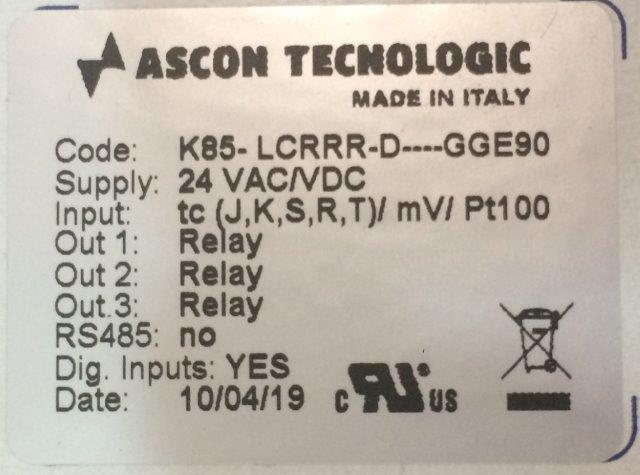 ASCON TECNOLOGIC
MADE IN ITALY
Code: K85- LCRRR-D----GGE90
Supply: 24 VAC/VDC
Input: tc (J,K,S,R,T)/ mV/ Pt100
Out 1: Relay
Out 2: Relay
Out.3: Relay
RS485: no
Dig. Inputs: YES
Date: 10/04/19
c RU US